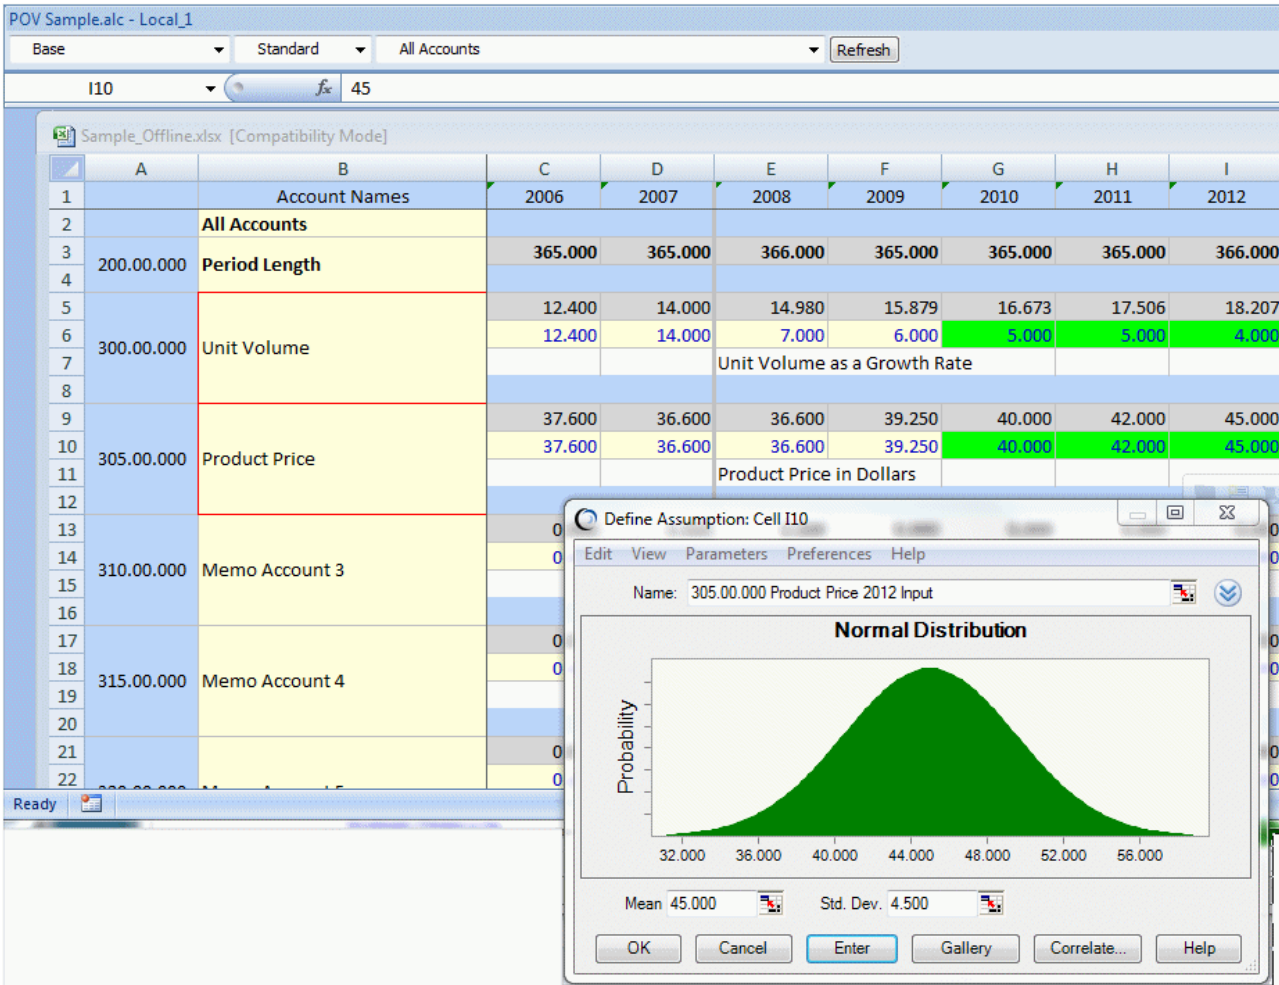 POV Sample.alc - Local_1
Base Standard All Accounts Refresh
I10 fx 45
Sample_Offline.xlsx [Compatibility Mode]
A B C D E F G H I
1 Account Names 2006 2007 2008 2009 2010 2011 2012
2 All Accounts
3 365.000 365.000 366.000 365.000 365.000 365.000 366.000
200.00.000 Period Length
4
5 12.400 14.000 14.980 15.879 16.673 17.506 18.207
6 12.400 14.000 7.000 6.000 5.000 5.000 4.000
300.00.000 Unit Volume
7 Unit Volume as a Growth Rate
8
9 37.600 36.600 36.600 39.250 40.000 42.000 45.000
10 37.600 36.600 36.600 39.250 40.000 42.000 45.000
305.00.000 Product Price
11 Product Price in Dollars
12
13 0
14 0
310.00.000 Memo Account 3
15
16
17 0
18 0
315.00.000 Memo Account 4
19
20
21 0
22 0
Ready
Define Assumption: Cell I10
Edit View Parameters Preferences Help
Name: 305.00.000 Product Price 2012 Input
Normal Distribution
Probability
32.000 36.000 40.000 44.000 48.000 52.000 56.000
Mean 45.000 Std. Dev. 4.500
OK Cancel Enter Gallery Correlate... Help